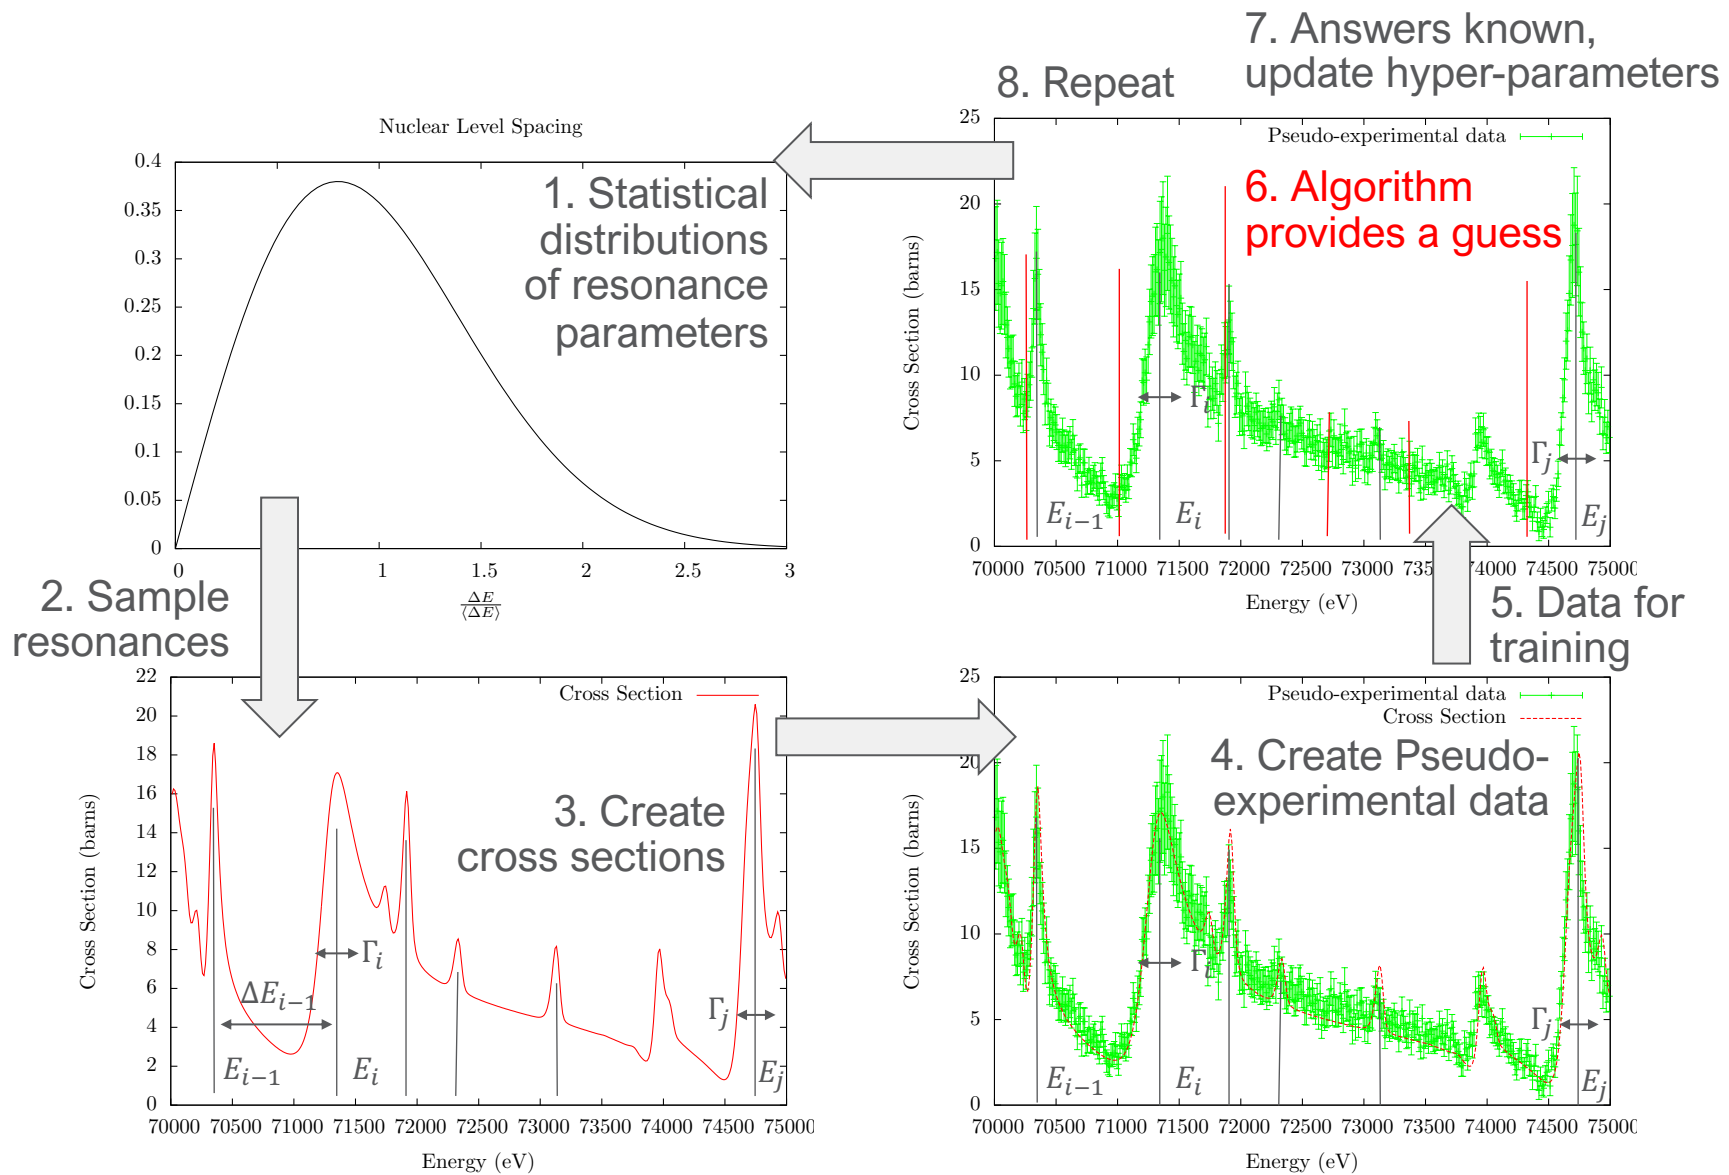 7. Answers known,
update hyper-parameters
8. Repeat
Nuclear Level Spacing
0.4
0.35
0.3
0.25
0.2
0.15
0.1
0.05
0
0 1 1.5 2 2.5 3
ΔE
⟨ΔE⟩
1. Statistical
distributions
of resonance
parameters
2. Sample
resonances
Cross Section
3. Create
cross sections
22
20
18
16
14
12
10
8
6
4
2
0
Cross Section (barns)
Γi
ΔEi−1
Γj
Ei−1 Ei Ej
70000 70500 71000 71500 72000 72500 73000 73500 74000 74500 7500(
Energy (eV)
Pseudo-experimental data
Cross Section
4. Create Pseudo-
experimental data
25
20
15
10
5
0
Cross Section (barns)
Γi
Γj
Ei−1 Ei Ej
70000 70500 71000 71500 72000 72500 73000 73500 74000 74500 7500(
Energy (eV)
5. Data for
training
Pseudo-experimental data
6. Algorithm
provides a guess
25
20
15
10
5
0
Cross Section (barns)
Γi
Γj
Ei−1 Ei Ej
70000 70500 71000 71500 72000 72500 73000 7350 74000 74500 7500(
Energy (eV)